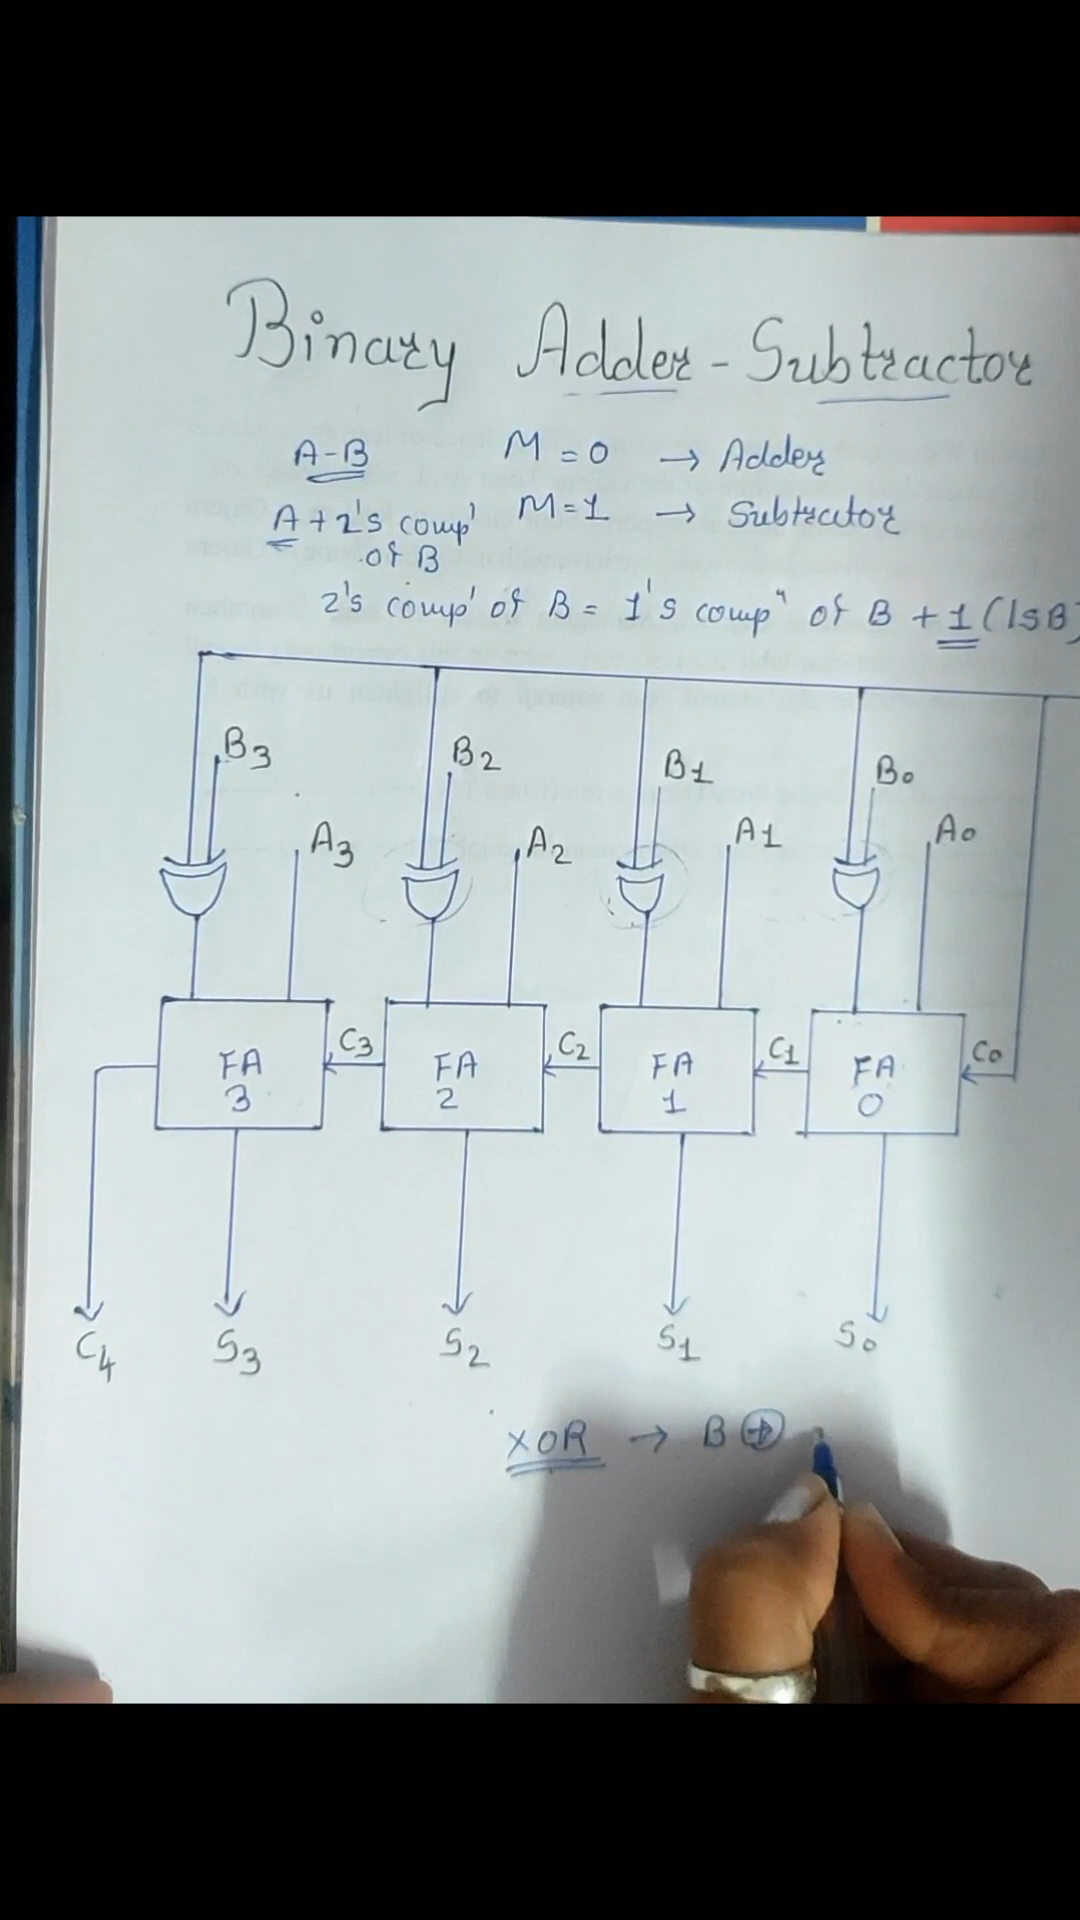 Binary Adder-Subtractor
A-B M=0 → Adder
A+2's comp' M=1 → Subtrator
of B
2's comp' of B = 1's comp" of B + 1 (LSB)
B3 B2 B1 B0
A3 A2 A1 A0
C3 C2 C1 C0
FA FA FA FA
3 2 1 0
C4 S3 S2 S1 S0
XOR → B ⊕